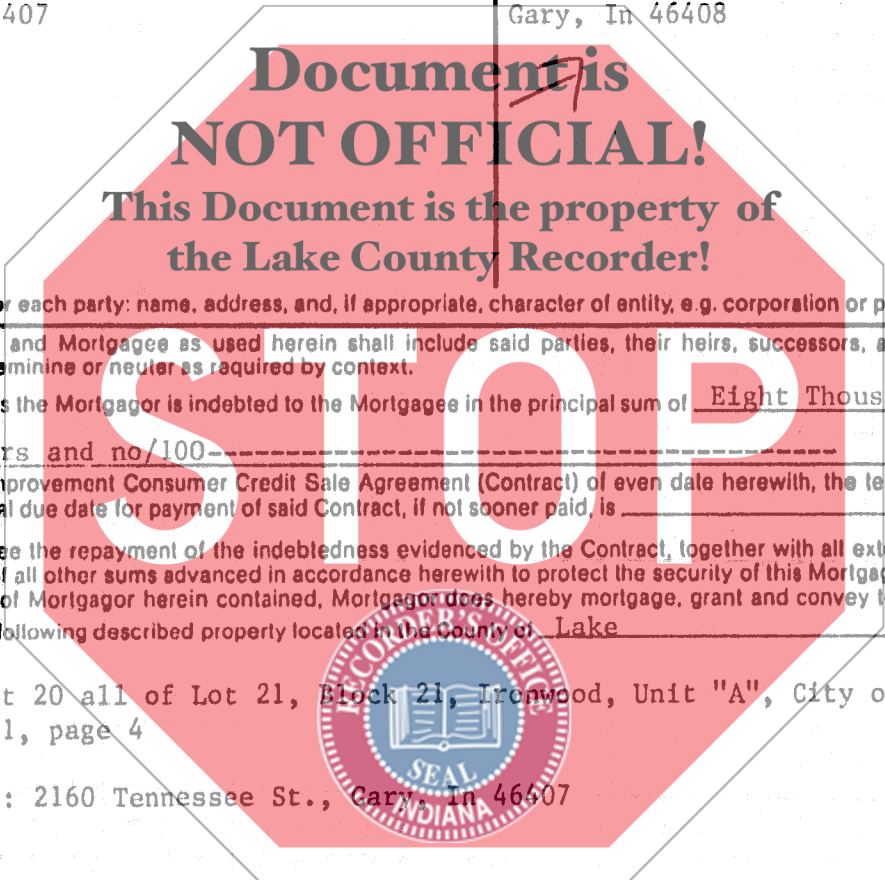 407
Gary, In 46408
Document is
NOT OFFICIAL!
This Document is the property of
the Lake County Recorder!
each party: name, address, and, if appropriate, character of entity, e.g. corporation or p
and Mortgagee as used herein shall include said parties, their heirs, successors, a
minine or neuter as required by context.
s the Mortgagor is indebted to the Mortgagee in the principal sum of Eight Thous
rs and no/100
STOP
provement Consumer Credit Sale Agreement (Contract) of even date herewith, the te
al due date for payment of said Contract, if not sooner paid, is
ee the repayment of the indebtedness evidenced by the Contract, together with all ext
all other sums advanced in accordance herewith to protect the security of this Mortgag
of Mortgagor herein contained, Mortgagor does hereby mortgage, grant and convey t
ollowing described property located in the County of Lake
RECORDER'S OFFICE
t 20 all of Lot 21, Block 21, Ironwood, Unit "A", City o
1, page 4
SEAL
: 2160 Tennessee St., Gary, In 46407
INDIANA